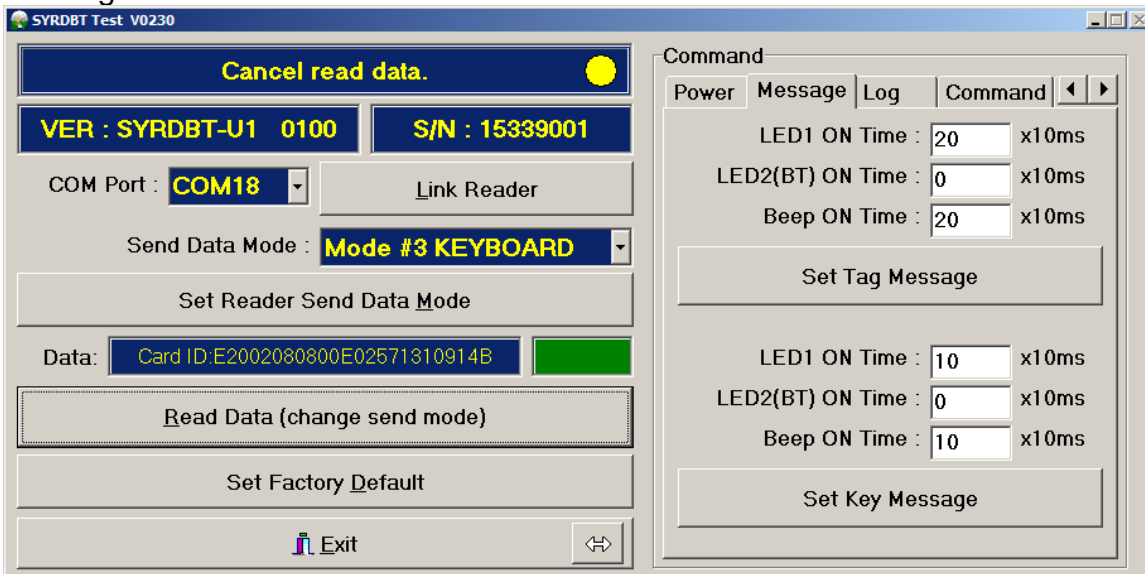 SYRDBT Test V0230
Cancel read data.
VER : SYRDBT-U1 0100
S/N : 15339001
COM Port : COM18
Link Reader
Send Data Mode : Mode #3 KEYBOARD
Set Reader Send Data Mode
Data: Card ID:E2002080800E02571310914B
Read Data (change send mode)
Set Factory Default
Exit
Command
Power Message Log Command
LED1 ON Time : 20 x10ms
LED2(BT) ON Time : 0 x10ms
Beep ON Time : 20 x10ms
Set Tag Message
LED1 ON Time : 10 x10ms
LED2(BT) ON Time : 0 x10ms
Beep ON Time : 10 x10ms
Set Key Message